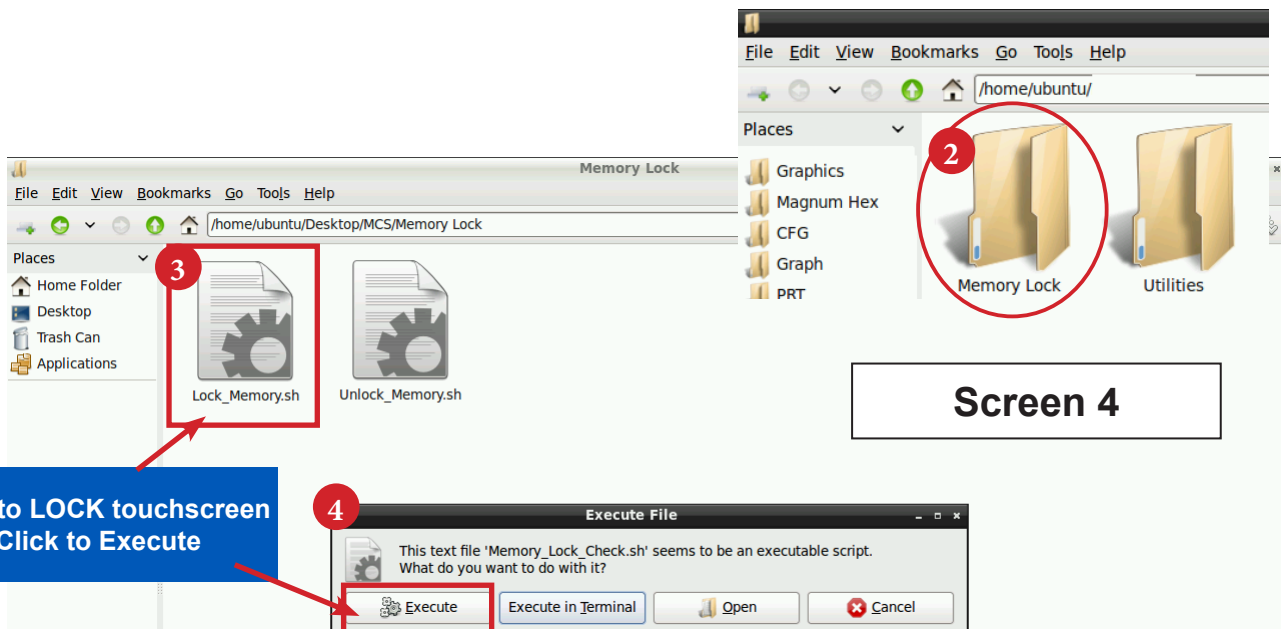 File Edit View Bookmarks Go Tools Help
/home/ubuntu/
Places
Graphics
Magnum Hex
CFG
Graph
PRT
2
Memory Lock Utilities
Screen 4
Memory Lock
File Edit View Bookmarks Go Tools Help
/home/ubuntu/Desktop/MCS/Memory Lock
Places
Home Folder
Desktop
Trash Can
Applications
3
Lock_Memory.sh Unlock_Memory.sh
to LOCK touchscreen
Click to Execute
4
Execute File
This text file 'Memory_Lock_Check.sh' seems to be an executable script.
What do you want to do with it?
Execute Execute in Terminal Open Cancel